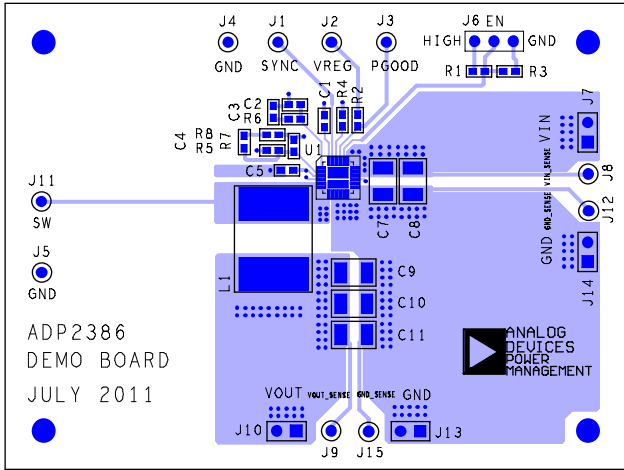 J4 J1 J2 J3 J6 EN
HIGH GND
GND SYNC VREG PGOOD
R1 R3
J7
C3 C2
R6
C1 R4 R2
VIN
C4 R8
R5 R7
U1
C5
VIN_SENSE
J8
J11
SW
GND_SENSE
J12
C7 C8
J5
GND
L1
GND
J14
C9
C10
C11
ADP2386
DEMO BOARD
JULY 2011
ANALOG
DEVICES
POWER
MANAGEMENT
VOUT VOUT_SENSE GND_SENSE GND
J10 J9 J15 J13